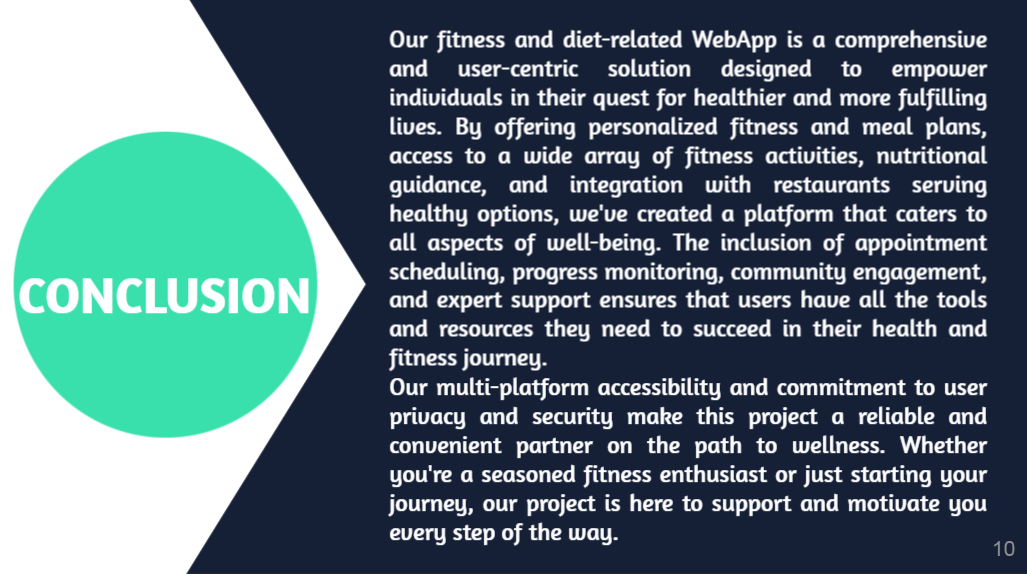 CONCLUSION
Our fitness and diet-related WebApp is a comprehensive
and user-centric solution designed to empower
individuals in their quest for healthier and more fulfilling
lives. By offering personalized fitness and meal plans,
access to a wide array of fitness activities, nutritional
guidance, and integration with restaurants serving
healthy options, we've created a platform that caters to
all aspects of well-being. The inclusion of appointment
scheduling, progress monitoring, community engagement,
and expert support ensures that users have all the tools
and resources they need to succeed in their health and
fitness journey.
Our multi-platform accessibility and commitment to user
privacy and security make this project a reliable and
convenient partner on the path to wellness. Whether
you're a seasoned fitness enthusiast or just starting your
journey, our project is here to support and motivate you
every step of the way.
10